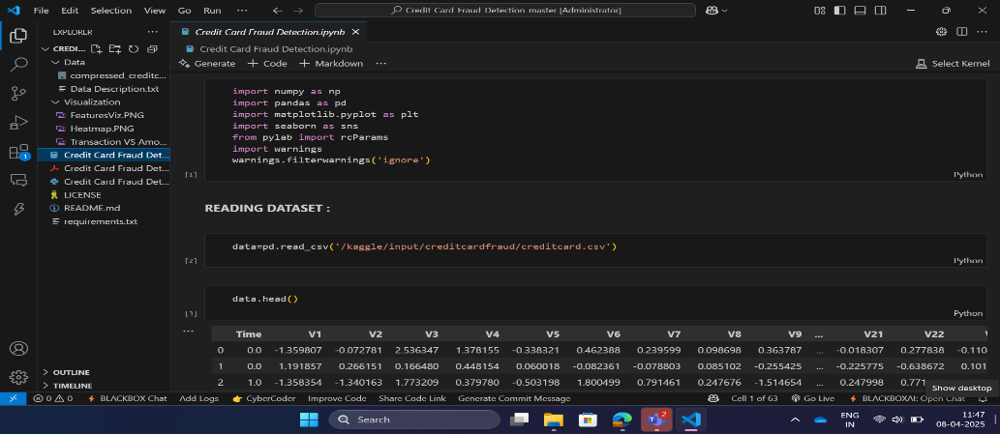 File Edit Selection View Go Run ··· Credit Card Fraud Detection master [Administrator]
EXPLORER ···
CREDI...
Data
compressed_creditc...
Data Description.txt
Visualization
FeaturesViz.PNG
Heatmap.PNG
Transaction VS Amo...
Credit Card Fraud Det...
Credit Card Fraud Det...
Credit Card Fraud Det...
LICENSE
README.md
requirements.txt
OUTLINE
TIMELINE
Credit Card Fraud Detection.ipynb
Credit Card Fraud Detection.ipynb
Generate + Code + Markdown ··· Select Kernel
import numpy as np
import pandas as pd
import matplotlib.pyplot as plt
import seaborn as sns
from pylab import rcParams
import warnings
warnings.filterwarnings('ignore')
[1] Python
READING DATASET :
data=pd.read_csv('/kaggle/input/creditcardfraud/creditcard.csv')
[2] Python
data.head()
[3] Python
Time V1 V2 V3 V4 V5 V6 V7 V8 V9 ... V21 V22
0 0.0 -1.359807 -0.072781 2.536347 1.378155 -0.338321 0.462388 0.239599 0.098698 0.363787 ... -0.018307 0.277838 -0.110
1 0.0 1.191857 0.266151 0.166480 0.448154 0.060018 -0.082361 -0.078803 0.085102 -0.255425 ... -0.225775 -0.638672 0.101
2 1.0 -1.358354 -1.340163 1.773209 0.379780 -0.503198 1.800499 0.791461 0.247676 -1.514654 ... 0.247998 0.771
Show desktop
0 0 BLACKBOX Chat Add Logs CyberCoder Improve Code Share Code Link Generate Commit Message Cell 1 of 63 Go Live BLACKBOXAI: Open Chat
Search
2
ENG
IN
11:47
08-04-2025
1